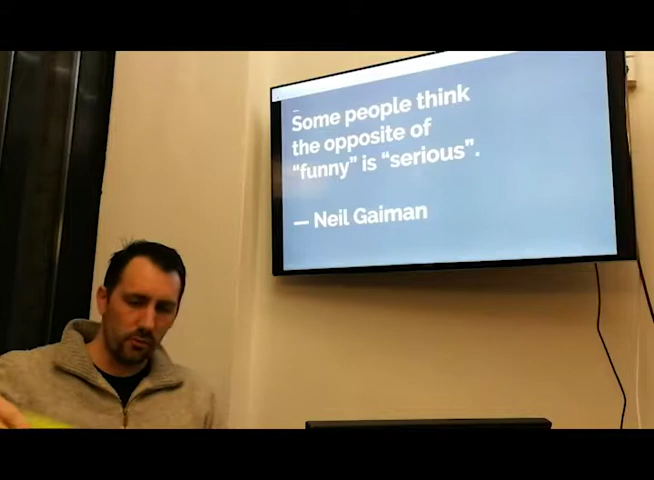 Some people think
the opposite of
“funny” is “serious”.
— Neil Gaiman